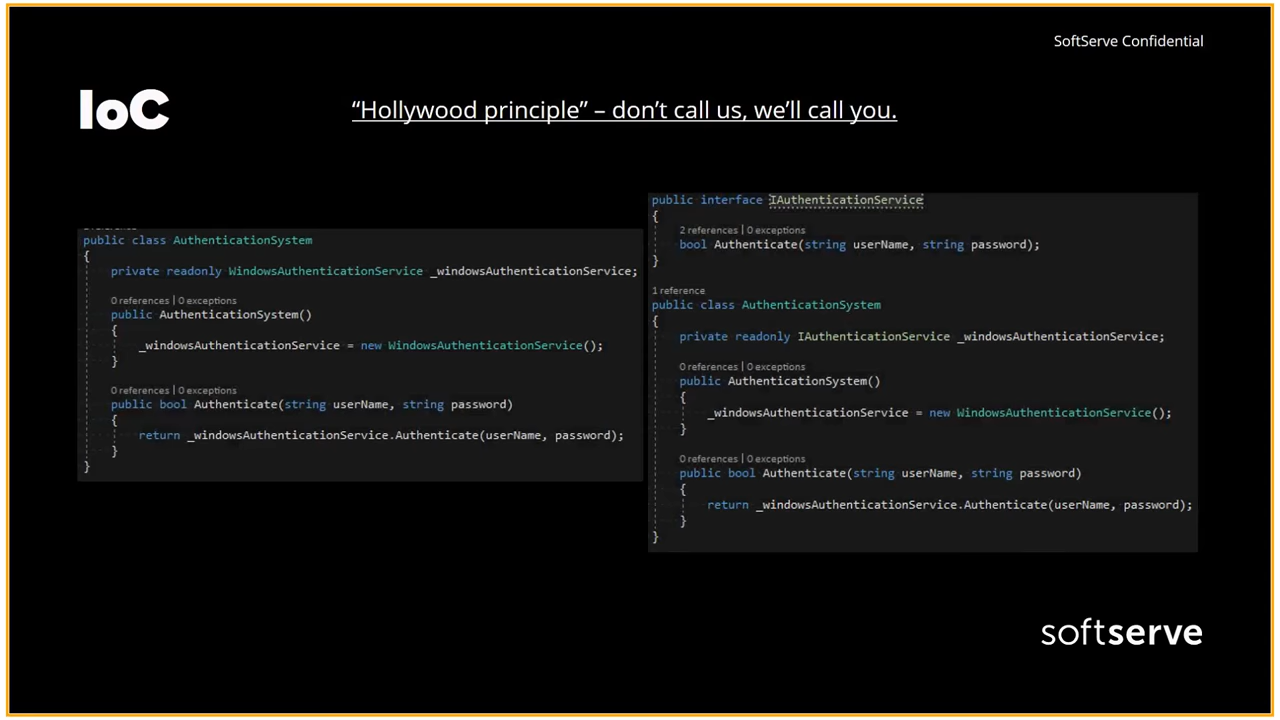 SoftServe Confidential
IoC
“Hollywood principle” – don’t call us, we’ll call you.
public class AuthenticationSystem
{
private readonly WindowsAuthenticationService _windowsAuthenticationService;
0 references | 0 exceptions
public AuthenticationSystem()
{
_windowsAuthenticationService = new WindowsAuthenticationService();
}
0 references | 0 exceptions
public bool Authenticate(string userName, string password)
{
return _windowsAuthenticationService.Authenticate(userName, password);
}
}
public interface IAuthenticationService
{
2 references | 0 exceptions
bool Authenticate(string userName, string password);
}
1 reference
public class AuthenticationSystem
{
private readonly IAuthenticationService _windowsAuthenticationService;
0 references | 0 exceptions
public AuthenticationSystem()
{
_windowsAuthenticationService = new WindowsAuthenticationService();
}
0 references | 0 exceptions
public bool Authenticate(string userName, string password)
{
return _windowsAuthenticationService.Authenticate(userName, password);
}
}
softserve